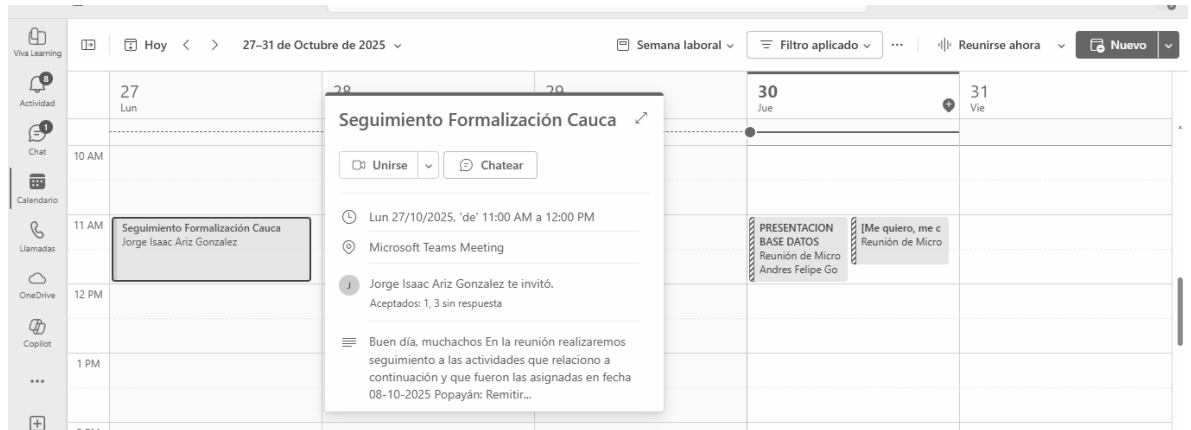 Hoy
27–31 de Octubre de 2025
Semana laboral
Filtro aplicado
Reunirse ahora
Nuevo
Viva Learning
8
Actividad
1
Chat
Calendario
Llamadas
OneDrive
Copilot
27
Lun
28
29
30
Jue
31
Vie
10 AM
11 AM
12 PM
1 PM
Seguimiento Formalización Cauca
Jorge Isaac Ariz Gonzalez
Seguimiento Formalización Cauca
Unirse
Chatear
Lun 27/10/2025, 'de' 11:00 AM a 12:00 PM
Microsoft Teams Meeting
J
Jorge Isaac Ariz Gonzalez te invitó.
Aceptados: 1, 3 sin respuesta
Buen día, muchachos En la reunión realizaremos
seguimiento a las actividades que relaciono a
continuación y que fueron las asignadas en fecha
08-10-2025 Popayán: Remitir...
PRESENTACION
BASE DATOS
Reunión de Micro
Andres Felipe Go
[Me quiero, me c
Reunión de Micro